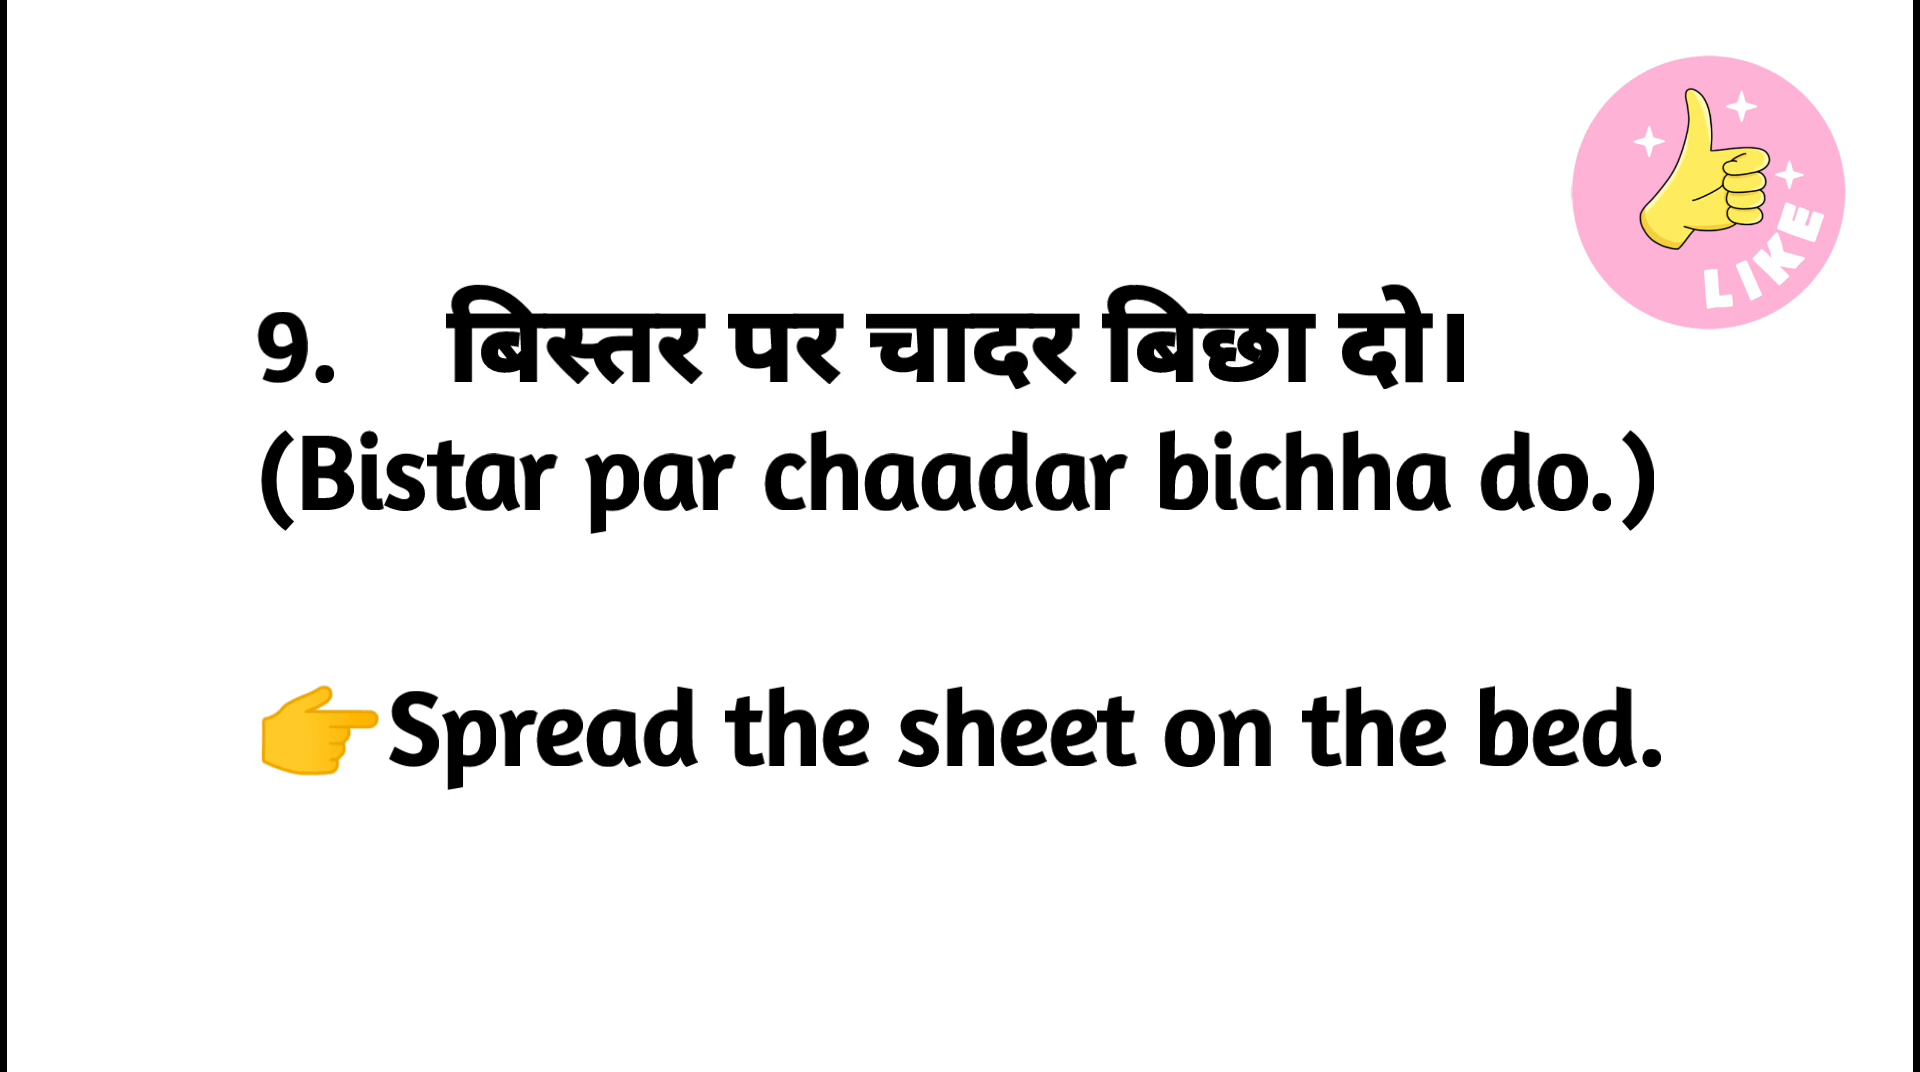 LIKE
9. बिस्तर पर चादर बिछा दो।
(Bistar par chaadar bichha do.)
👉Spread the sheet on the bed.